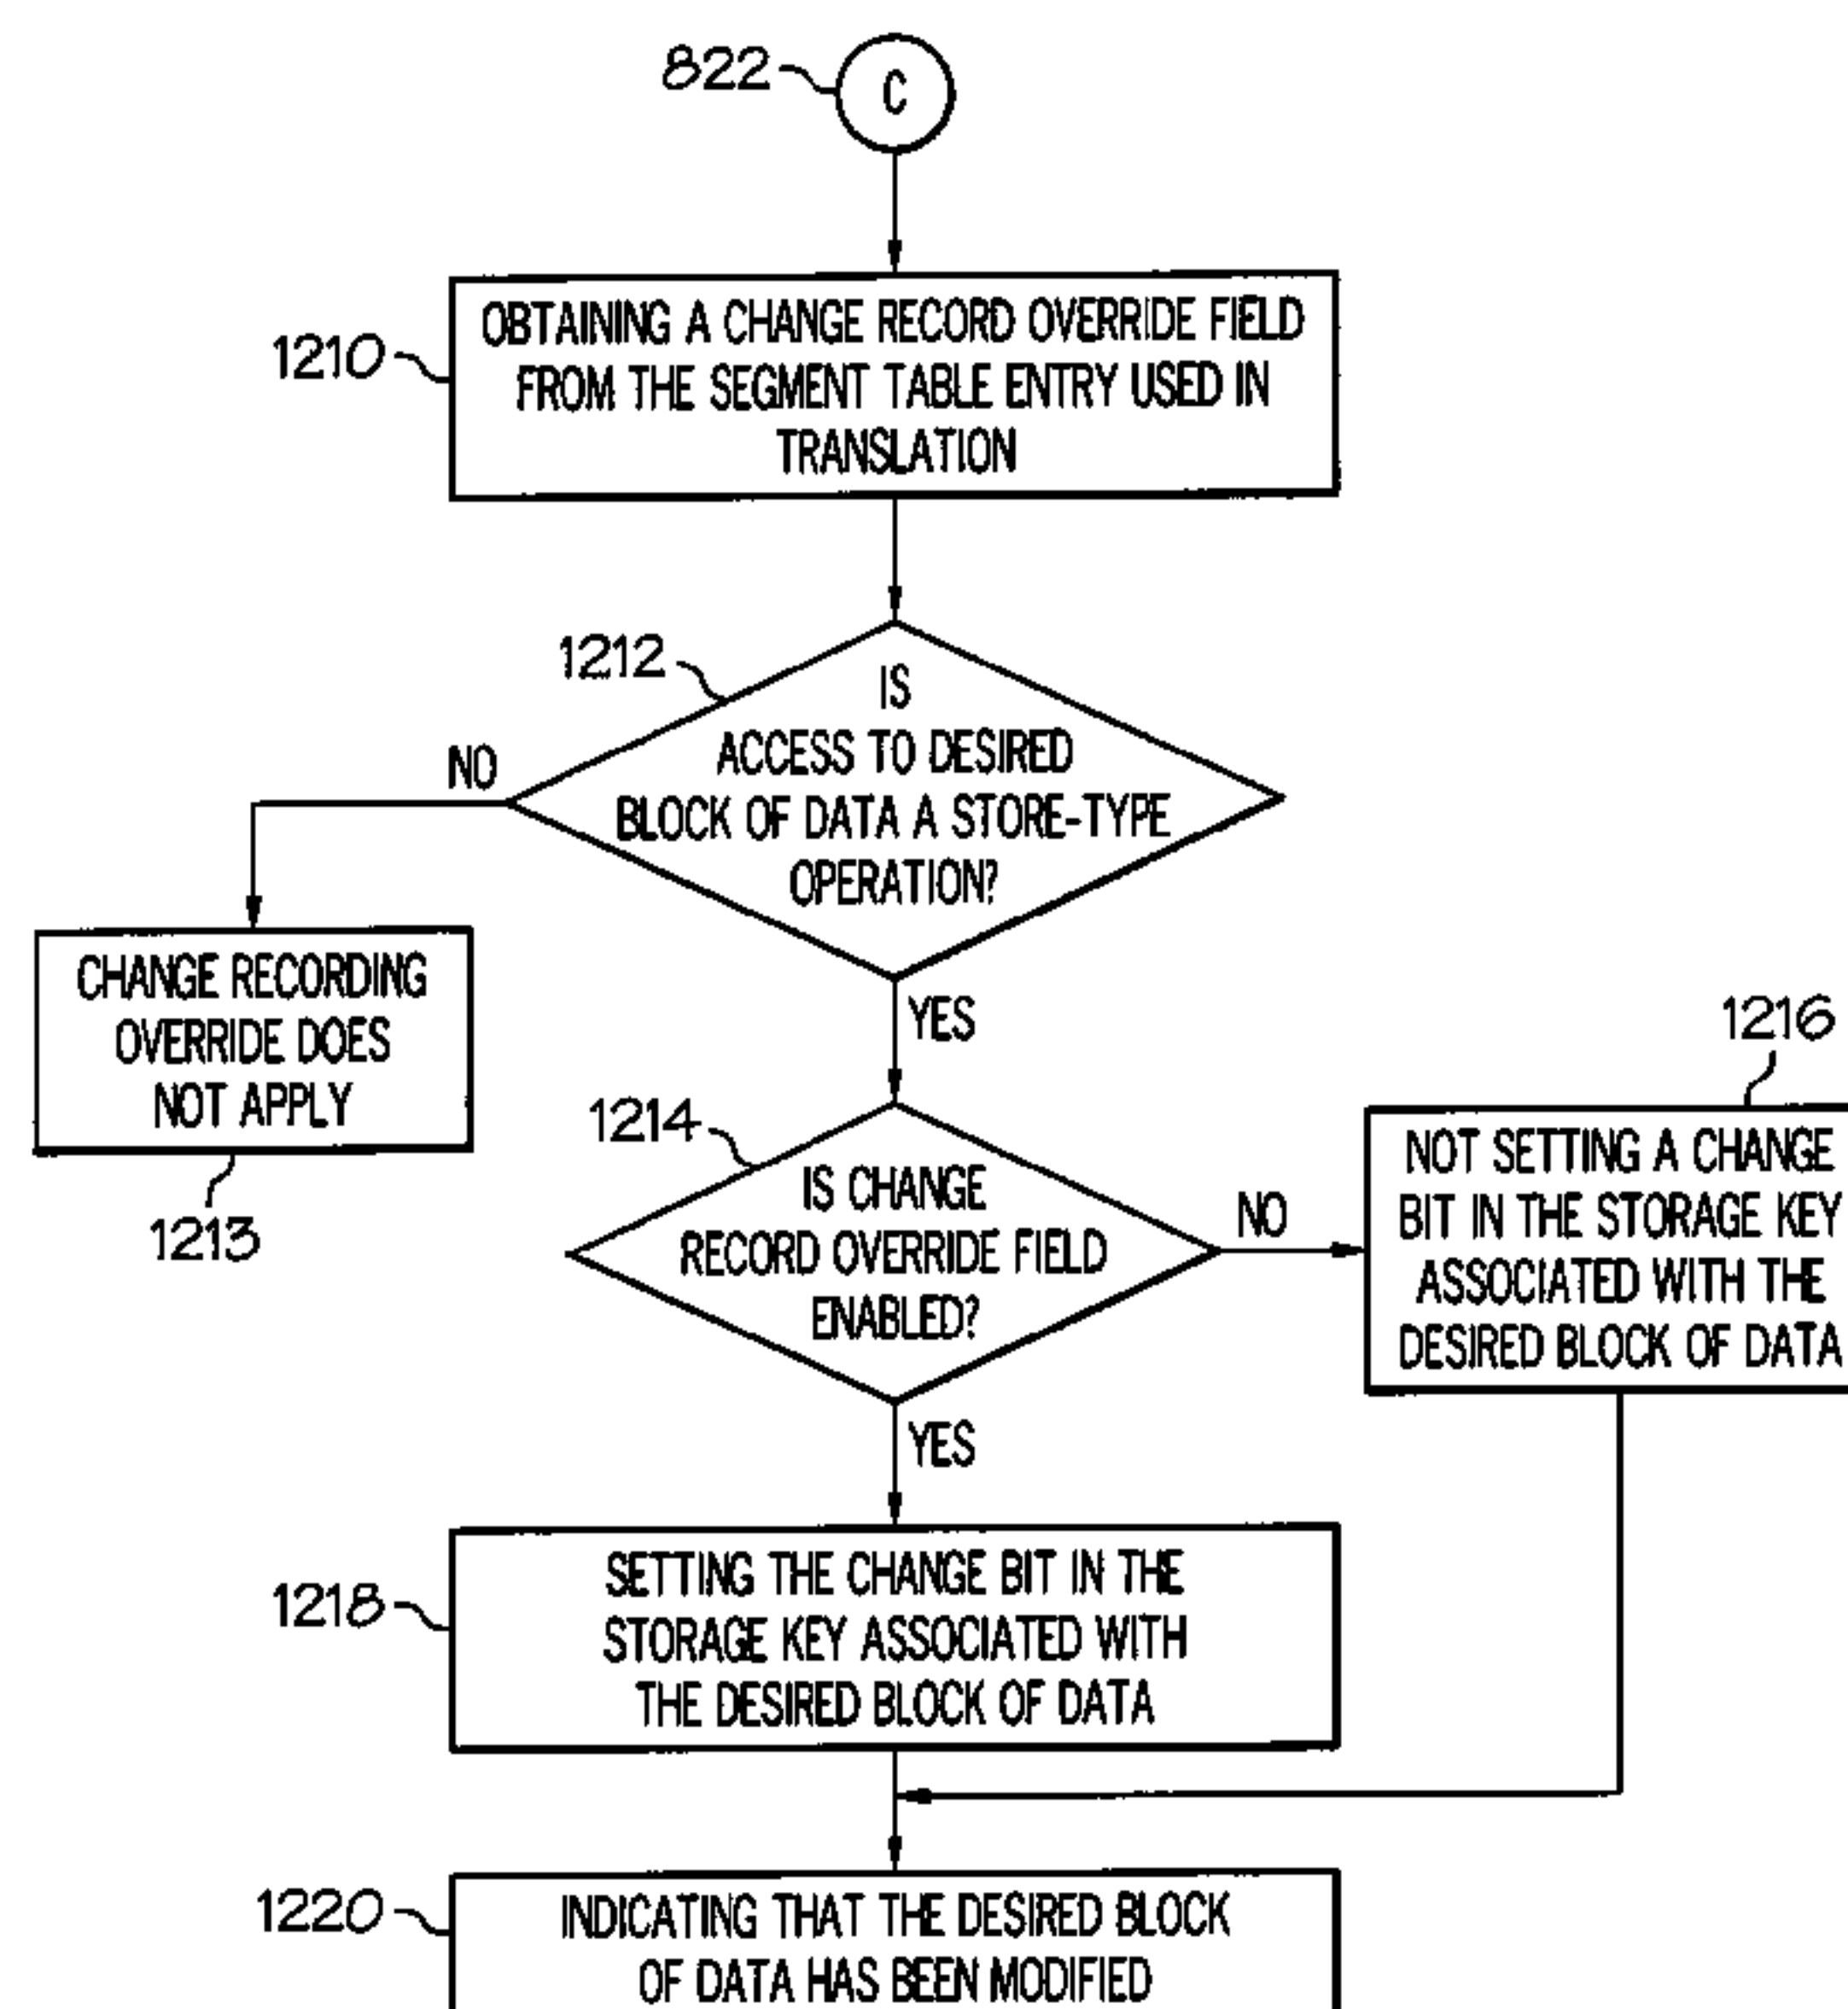 822
C
1210
OBTAINING A CHANGE RECORD OVERRIDE FIELD
FROM THE SEGMENT TABLE ENTRY USED IN
TRANSLATION
1212
IS
ACCESS TO DESIRED
BLOCK OF DATA A STORE-TYPE
OPERATION?
NO
CHANGE RECORDING
OVERRIDE DOES
NOT APPLY
1213
YES
1214
IS CHANGE
RECORD OVERRIDE FIELD
ENABLED?
NO
1216
NOT SETTING A CHANGE
BIT IN THE STORAGE KEY
ASSOCIATED WITH THE
DESIRED BLOCK OF DATA
YES
1218
SETTING THE CHANGE BIT IN THE
STORAGE KEY ASSOCIATED WITH
THE DESIRED BLOCK OF DATA
1220
INDICATING THAT THE DESIRED BLOCK
OF DATA HAS BEEN MODIFIED